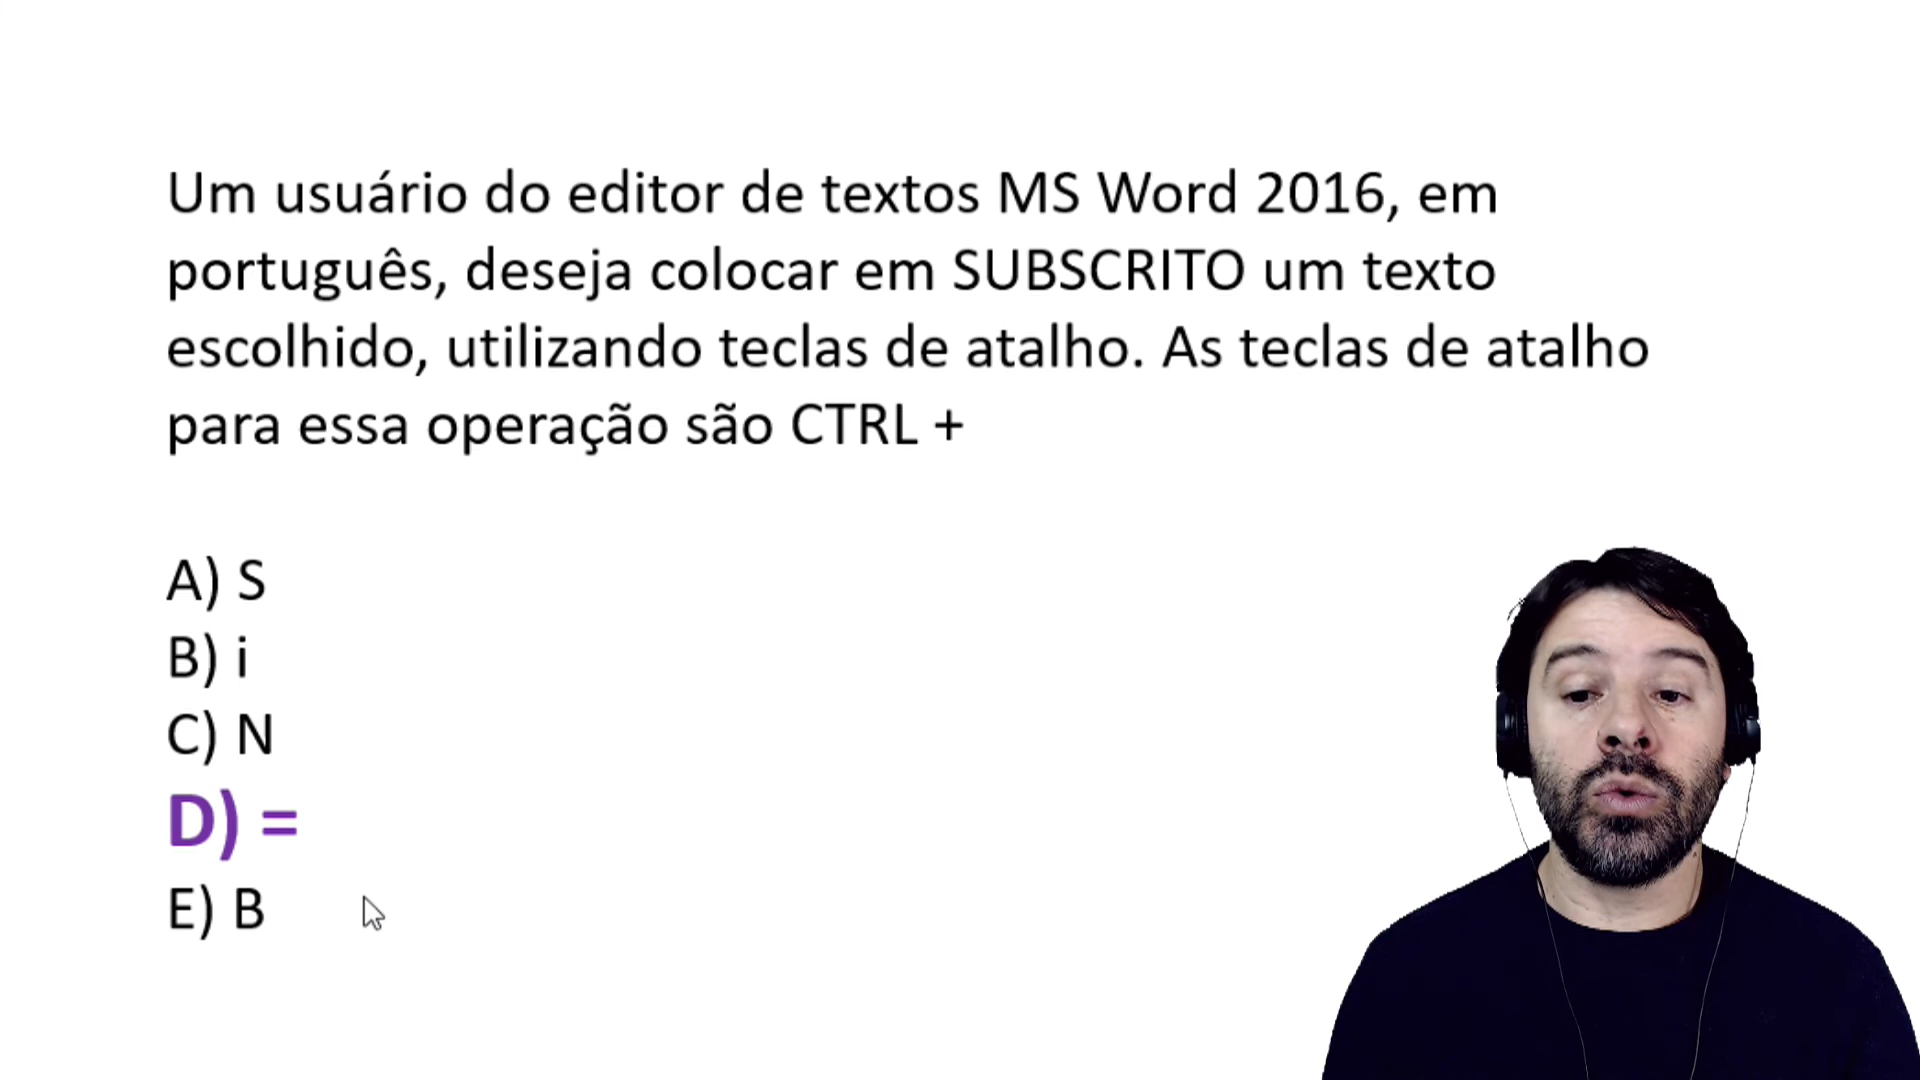 Um usuário do editor de textos MS Word 2016, em
português, deseja colocar em SUBSCRITO um texto
escolhido, utilizando teclas de atalho. As teclas de atalho
para essa operação são CTRL +
A) S
B) i
C) N
D) =
E) B